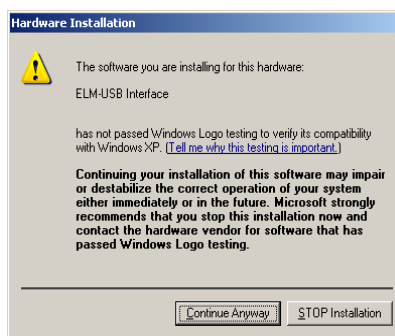 Hardware Installation
The software you are installing for this hardware:
ELM-USB Interface
has not passed Windows Logo testing to verify its compatibility
with Windows XP. (Tell me why this testing is important.)
Continuing your installation of this software may impair
or destabilize the correct operation of your system
either immediately or in the future. Microsoft strongly
recommends that you stop this installation now and
contact the hardware vendor for software that has
passed Windows Logo testing.
Continue Anyway STOP Installation